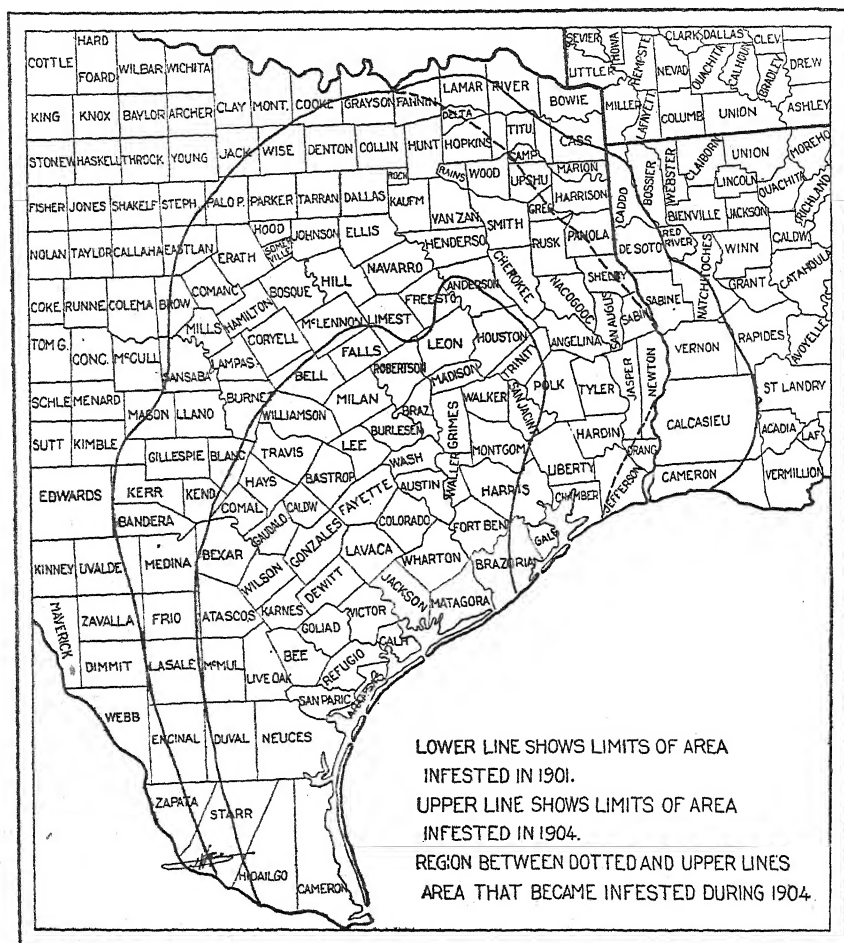 HARD
SEVIER
HOWA
CLARK
DALLAS
CLEV.
COTTLE
FOARD
WILBAR
WICHITA
LITTLE
HEMPSTE
NEVAD
OUACHITA
CALHOUN
BRADLEY
DREW
KING
KNOX
BAYLOR
ARCHER
CLAY
MONT.
COOKE
GRAYSON
FANNIN
LAMAR
RIVER
BOWIE
MILLER
LAFAYETT
COLUMB
UNION
ASHLEY
DELTA
STONEW
HASKELL
THROCK
YOUNG
JACK
WISE
DENTON
COLLIN
HUNT
HOPKINS
TITU
CAMP
CASS
MARION
CADDO
BOSSIER
WEBSTER
CLAIBORN
UNION
MOREHO
FISHER
JONES
SHAKELF
STEPH.
PALO P.
PARKER
TARRAN
DALLAS
ROCK
KAUFM
RAINS
WOOD
UPSHU
HARRISON
LINCOLN
OUACHITA
RICHLAND
GREG
BIENVILLE
JACKSON
NOLAN
TAYLOR
CALLAHA
EASTLAN
ERATH
HOOD
SOMER
VILLE
JOHNSON
ELLIS
VAN ZAN
SMITH
RUSK
PANOLA
DE SOTO
RED
RIVER
WINN
CALDW
HENDERSO
NATCHITOCHES
GRANT
CATAHOULA
COKE
RUNNE
COLEMA
BROW
COMANC
BOSQUE
HILL
NAVARRO
ANDERSON
CHEROKEE
NACOGDOC
SHELBY
SAN AUGUS
SABIN
SABINE
MILLS
HAMILTON
McLENNON
LIMEST
FREESTO
TOM G.
CONC.
McCULL
SANSABA
LAMPAS
CORYELL
BELL
FALLS
LEON
HOUSTON
TRINIT
ANGELINA
JASPER
NEWTON
VERNON
RAPIDES
AVOYELLE
ROBERTSON
MADISON
SCHLE
MENARD
MASON
LLANO
BURNE
WILLIAMSON
MILAN
BRAZ
WALKER
SAN JACINT
POLK
TYLER
CALCASIEU
ST LANDRY
SUTT
KIMBLE
GILLESPIE
BLANC
TRAVIS
LEE
BURLESEN
GRIMES
MONTGOM
HARDIN
ACADIA
LAF
EDWARDS
KERR
KEND
HAYS
BASTROP
WASH
WALLER
LIBERTY
ORANG
CAMERON
VERMILLION
BANDERA
COMAL
CALDW
FAYETTE
AUSTIN
HARRIS
CHAMBER
JEFFERSON
GAUDALO
COLORADO
FORT BEN
GALV
KINNEY
UVALDE
MEDINA
BEXAR
WILSON
GONZALES
LAVACA
WHARTON
BRAZORIA
DEWITT
JACKSON
MATAGORA
MAVERICK
ZAVALLA
FRIO
ATASCOS
KARNES
VICTOR
GOLIAD
CALH
DIMMIT
LASALE
McMUL
LIVE OAK
BEE
REFUGIO
SAN PARIC
WEBB
ENCINAL
DUVAL
NEUCES
ZAPATA
STARR
HIDAILGO
CAMERON
LOWER LINE SHOWS LIMITS OF AREA
INFESTED IN 1901.
UPPER LINE SHOWS LIMITS OF AREA
INFESTED IN 1904.
REGION BETWEEN DOTTED AND UPPER LINES
AREA THAT BECAME INFESTED DURING 1904